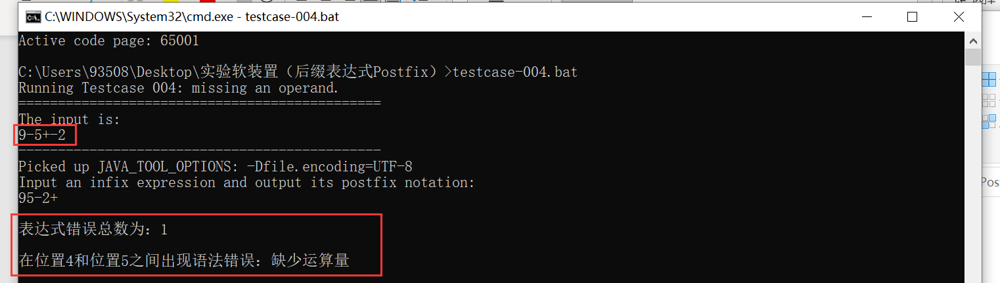 C:\WINDOWS\System32\cmd.exe - testcase-004.bat
Active code page: 65001
C:\Users\93508\Desktop\实验软装置（后缀表达式Postfix）>testcase-004.bat
Running Testcase 004: missing an operand.
==============================================
The input is:
9-5+-2
----------------------------------------------
Picked up JAVA_TOOL_OPTIONS: -Dfile.encoding=UTF-8
Input an infix expression and output its postfix notation:
95-2+
表达式错误总数为：1
在位置4和位置5之间出现语法错误：缺少运算量
Pos